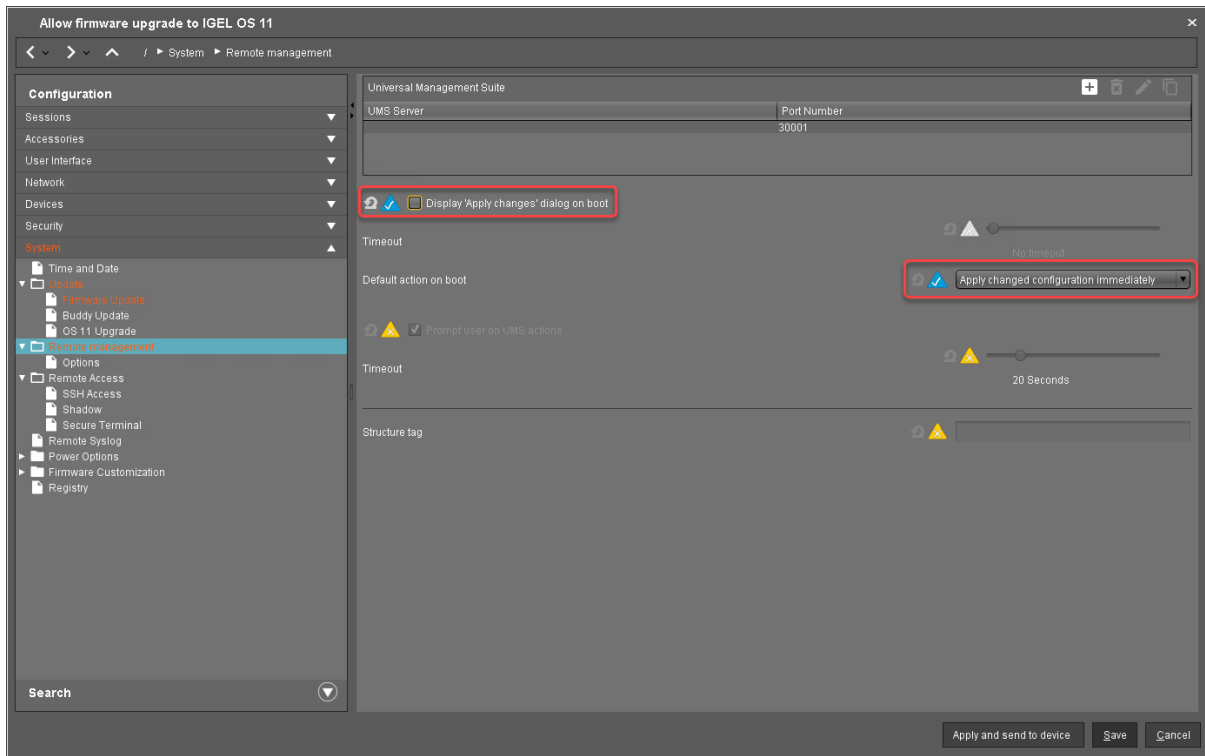 Allow firmware upgrade to IGEL OS 11
/ System Remote management
Configuration
Sessions
Accessories
User Interface
Network
Devices
Security
System
Time and Date
Update
Firmware Update
Buddy Update
OS 11 Upgrade
Remote management
Options
Remote Access
SSH Access
Shadow
Secure Terminal
Remote Syslog
Power Options
Firmware Customization
Registry
Search
Universal Management Suite
UMS Server Port Number
30001
Display 'Apply changes' dialog on boot
Timeout
No timeout
Default action on boot Apply changed configuration immediately
Prompt user on UMS actions
Timeout
20 Seconds
Structure tag
Apply and send to device Save Cancel